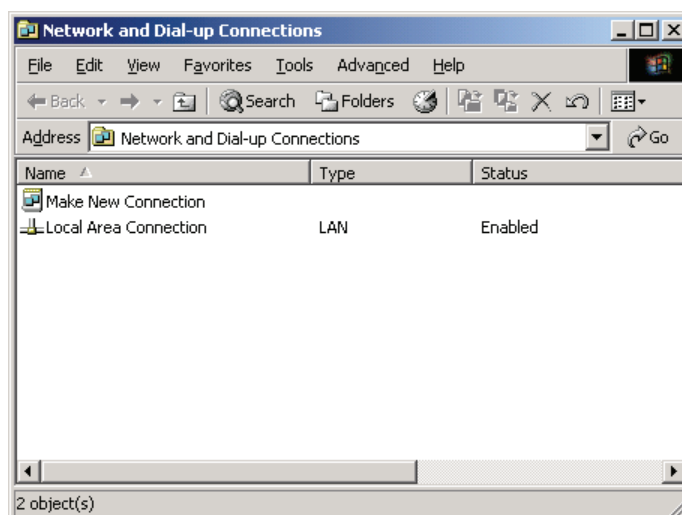 Network and Dial-up Connections
File Edit View Favorites Tools Advanced Help
Back Search Folders
Address Network and Dial-up Connections Go
Name Type Status
Make New Connection
Local Area Connection LAN Enabled
2 object(s)